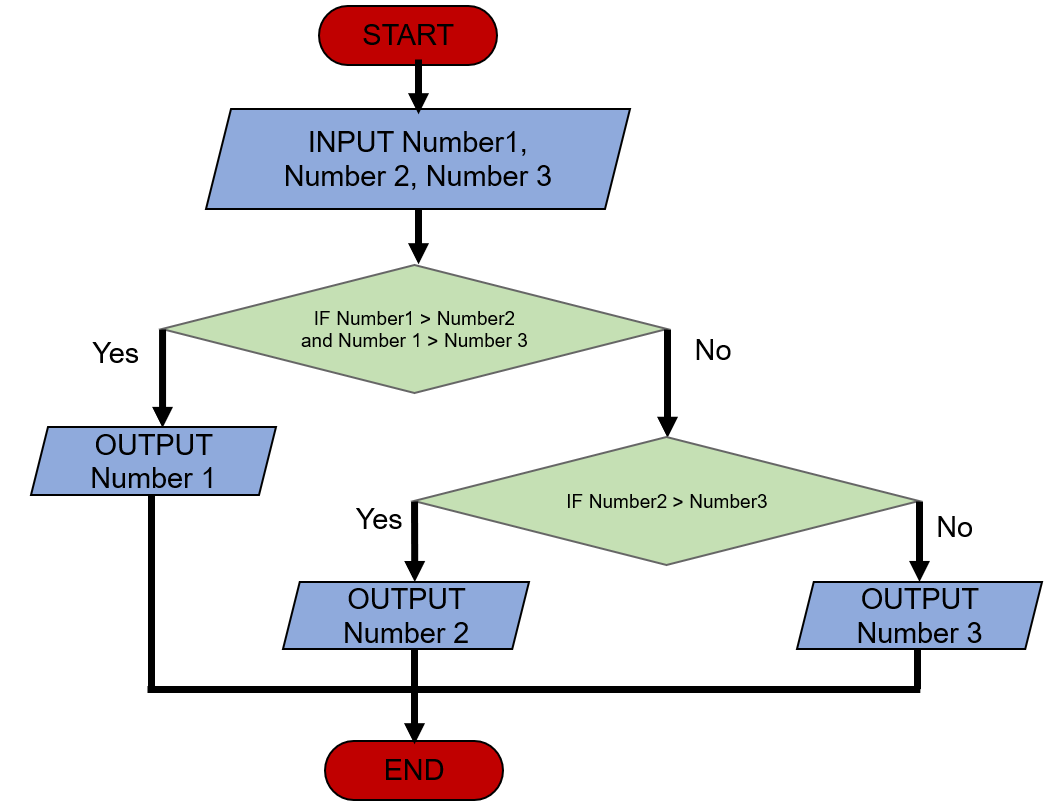 START
INPUT Number1,
Number 2, Number 3
IF Number1 > Number2
and Number 1 > Number 3
Yes
No
OUTPUT
Number 1
IF Number2 > Number3
Yes
No
OUTPUT
Number 2
OUTPUT
Number 3
END